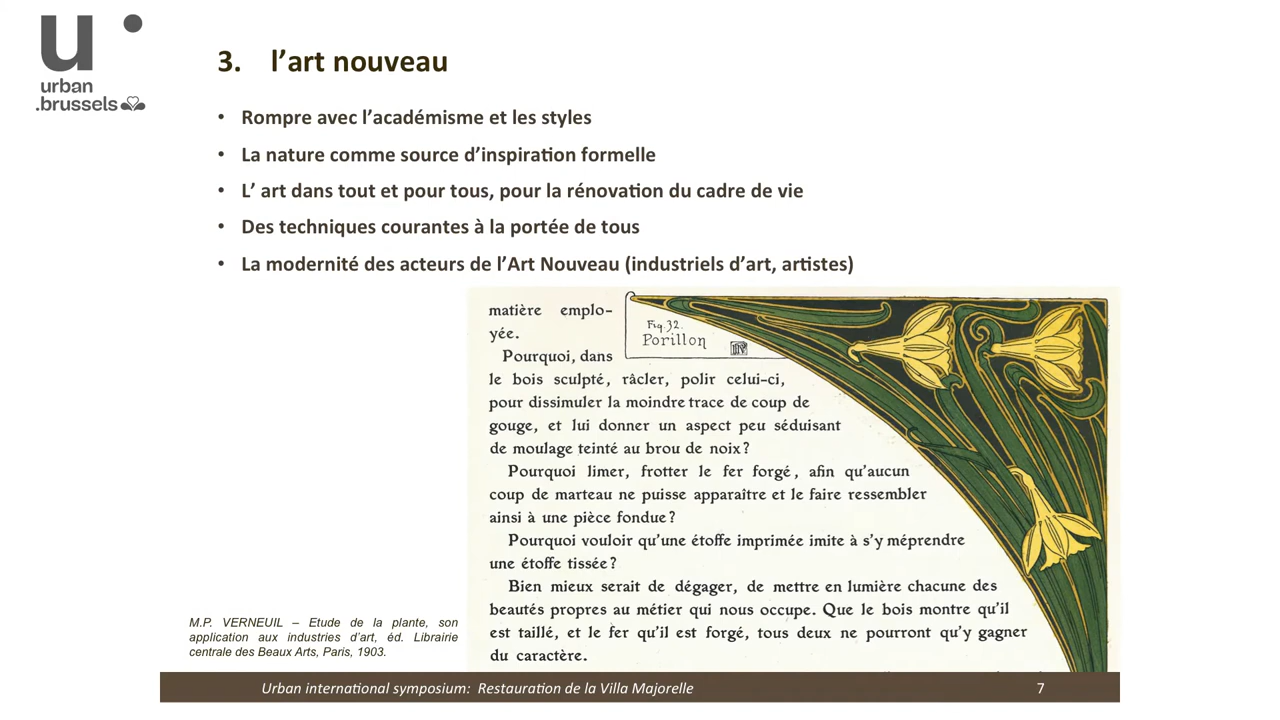 u
urban
.brussels
3. l’art nouveau
• Rompre avec l’académisme et les styles
• La nature comme source d’inspiration formelle
• L’ art dans tout et pour tous, pour la rénovation du cadre de vie
• Des techniques courantes à la portée de tous
• La modernité des acteurs de l’Art Nouveau (industriels d’art, artistes)
matière emplo-
yée.
Fig. 32.
Porillon
Pourquoi, dans
le bois sculpté, râcler, polir celui-ci,
pour dissimuler la moindre trace de coup de
gouge, et lui donner un aspect peu séduisant
de moulage teinté au brou de noix?
Pourquoi limer, frotter le fer forgé, afin qu’aucun
coup de marteau ne puisse apparaître et le faire ressembler
ainsi à une pièce fondue?
Pourquoi vouloir qu’une étoffe imprimée imite à s’y méprendre
une étoffe tissée?
Bien mieux serait de dégager, de mettre en lumière chacune des
beautés propres au métier qui nous occupe. Que le bois montre qu’il
est taillé, et le fer qu’il est forgé, tous deux ne pourront qu’y gagner
du caractère.
M.P. VERNEUIL – Etude de la plante, son
application aux industries d’art, éd. Librairie
centrale des Beaux Arts, Paris, 1903.
Urban international symposium: Restauration de la Villa Majorelle
7